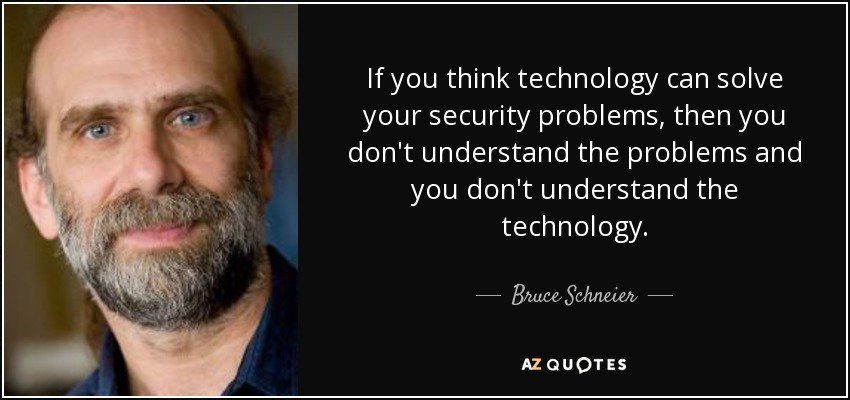 If you think technology can solve
your security problems, then you
don't understand the problems and
you don't understand the
technology.
Bruce Schneier
AZ QUOTES